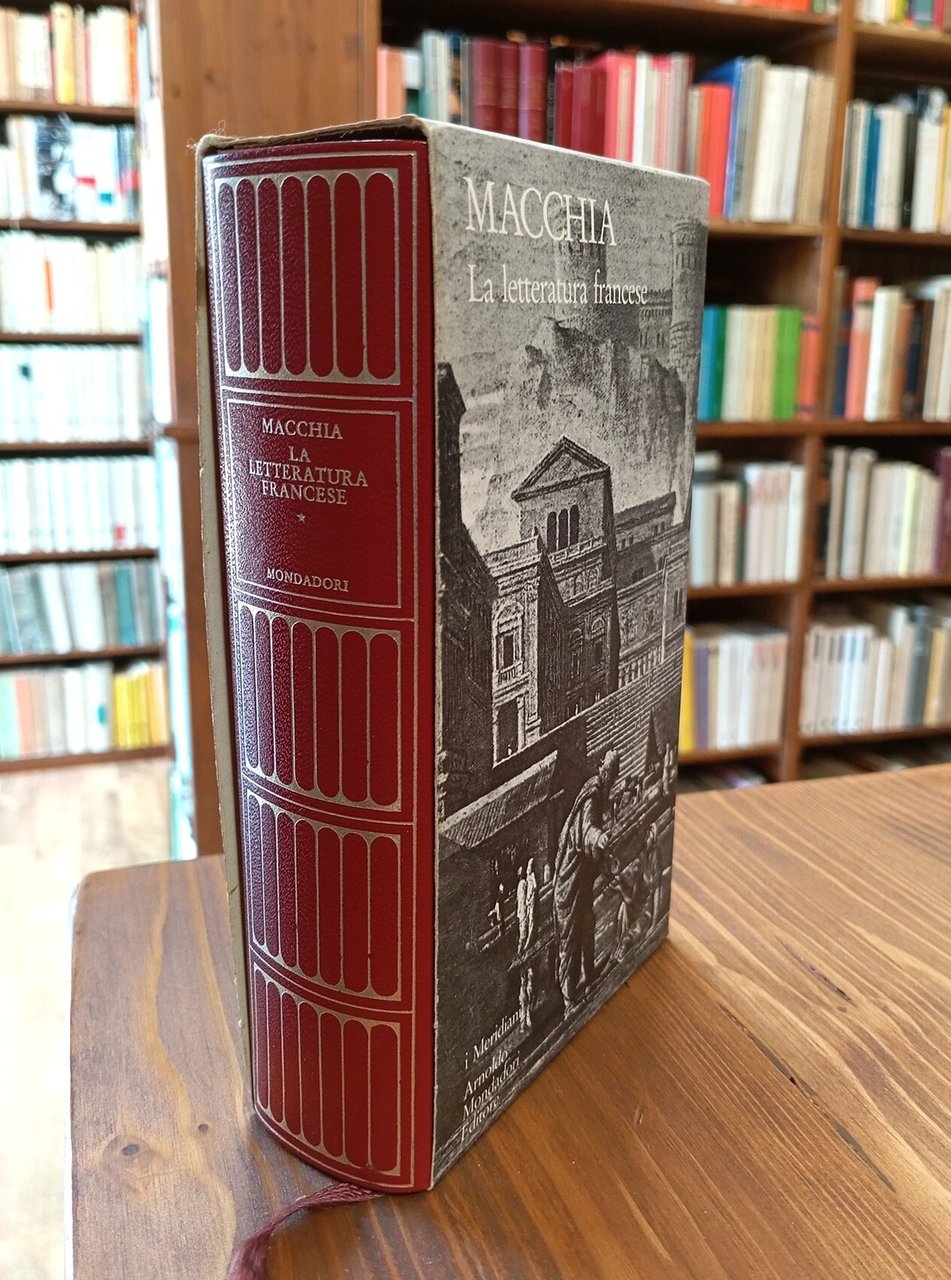 MACCHIA
LA
LETTERATURA
FRANCESE
*
MONDADORI
MACCHIA
La letteratura francese
i Meridiani
Arnoldo
Mondadori
Editore